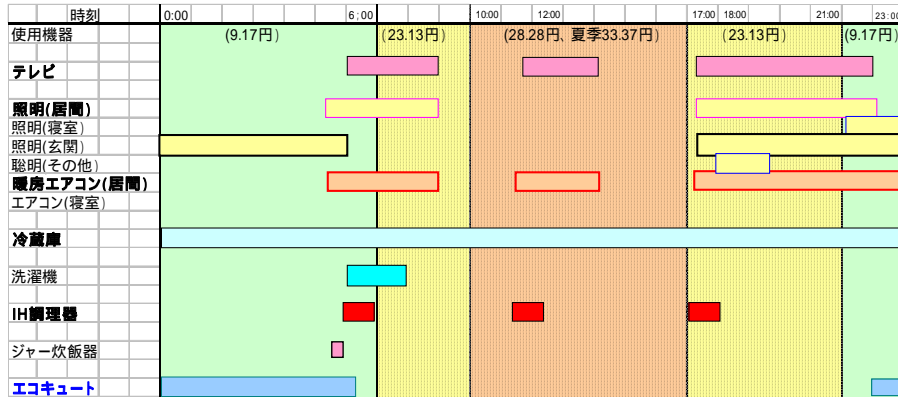 時刻 0:00 6:00 10:00 12:00 17:00 18:00 21:00 23:00
使用機器 (9.17円) (23.13円) (28.28円、夏季33.37円) (23.13円) (9.17円)
テレビ
照明(居間)
照明(寝室)
照明(玄関)
聡明(その他)
暖房エアコン(居間)
エアコン(寝室)
冷蔵庫
洗濯機
IH調理器
ジャー炊飯器
エコキュート